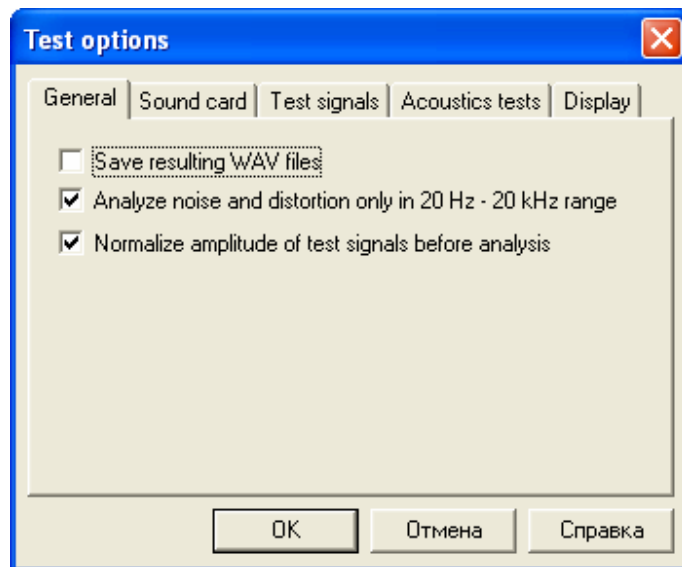 Test options
General Sound card Test signals Acoustics tests Display
Save resulting WAV files
Analyze noise and distortion only in 20 Hz - 20 kHz range
Normalize amplitude of test signals before analysis
OK Отмена Справка